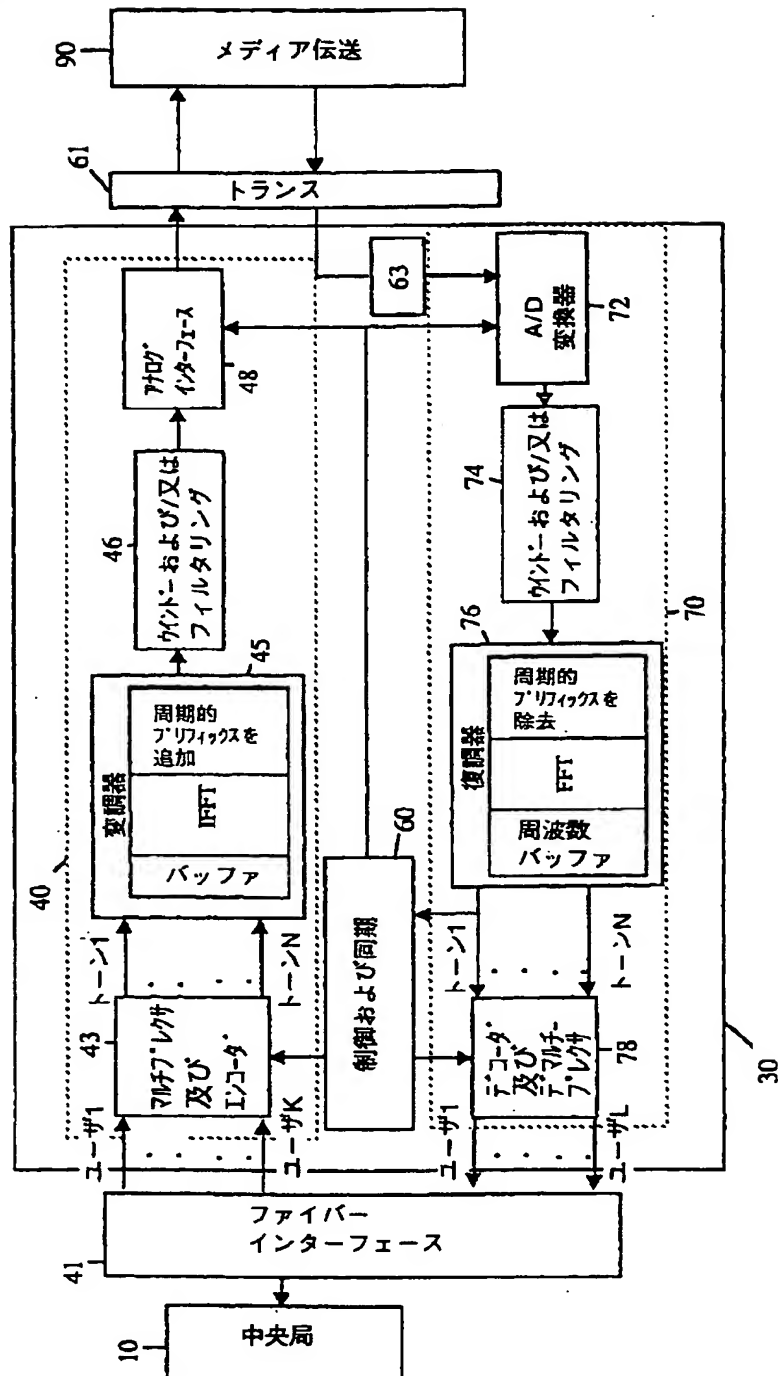 メディア伝送
90
61
トランス
アナログ
インターフェース
48
63
A/D
変換器
72
46
ウインドーおよび/又は
フィルタリング
74
ウインドーおよび/又は
フィルタリング
70
45
変調器
周期的
プリフィックスを
追加
IFFT
バッファ
76
復調器
周期的
プリフィックスを
除去
FFT
周波数
バッファ
40
60
制御および同期
トーン1
トーンN
トーン1
トーンN
43
マルチプレクサ
及び
エンコーダ
デコーダ
及び
デマルチ-
プレクサ
78
30
ユーザ1
ユーザK
ユーザ1
ユーザL
ファイバー
インターフェース
41
中央局
10